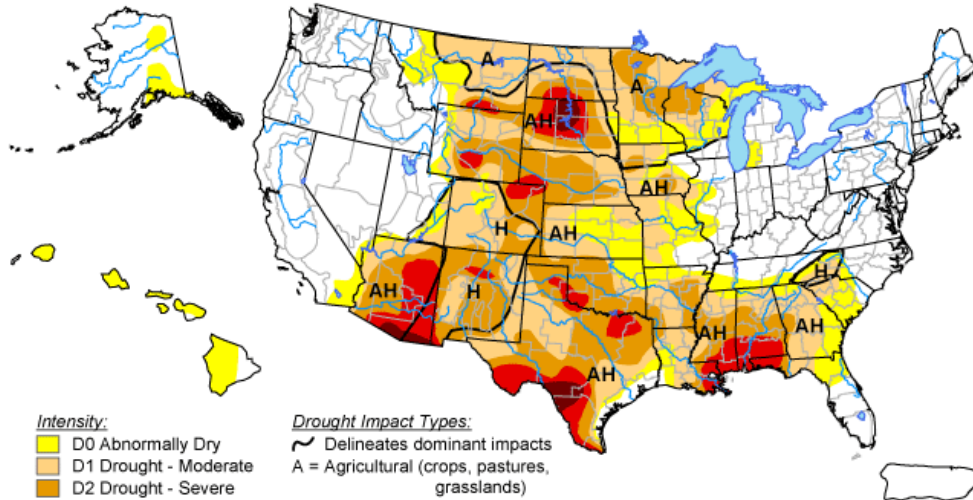 A
A
AH
AH
H
AH
AH
H
H
AH
AH
AH
Intensity:
D0 Abnormally Dry
D1 Drought - Moderate
D2 Drought - Severe
Drought Impact Types:
Delineates dominant impacts
A = Agricultural (crops, pastures,
grasslands)